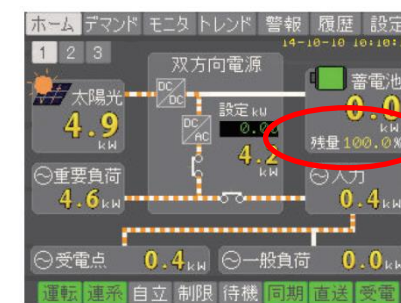 ホーム デマンド モニタ トレンド 警報 履歴 設定
14-10-10 10:10:
1 2 3
双方向電源
蓄電池
DC/DC
太陽光
設定 kW
0.0
kW
4.9
kW
DC/AC
0.00
残量 100.0%
4.2
kW
重要負荷
入力
4.6 kW
0.4 kW
受電点 0.4 kW 一般負荷 0.0 kW
運転 連系 自立 制限 待機 同期 直送 受電